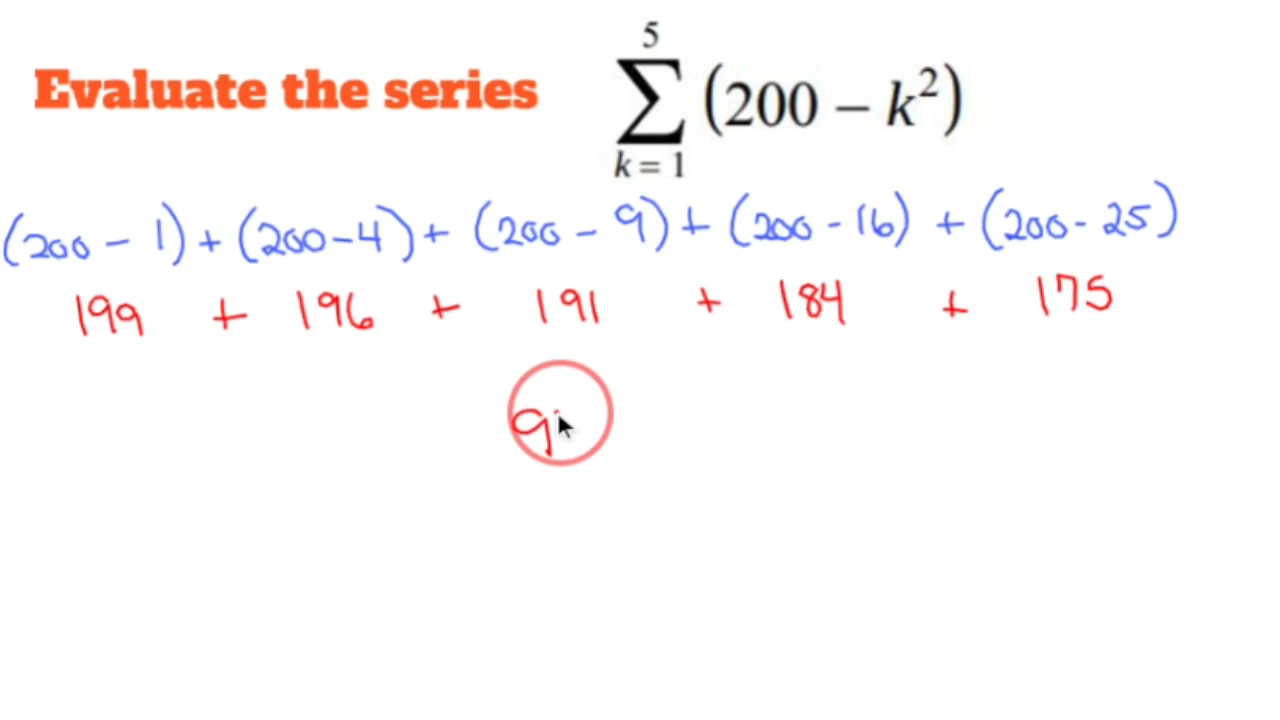 Evaluate the series 5 ∑ k = 1 (200 − k²)
(200 - 1) + (200-4) + (200 - 9) + (200 - 16) + (200 - 25)
199 + 196 + 191 + 184 + 175
9